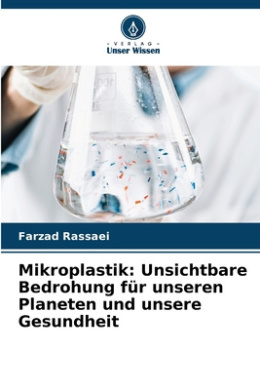 • VERLAG •
Unser Wissen
Farzad Rassaei
Mikroplastik: Unsichtbare
Bedrohung für unseren
Planeten und unsere
Gesundheit